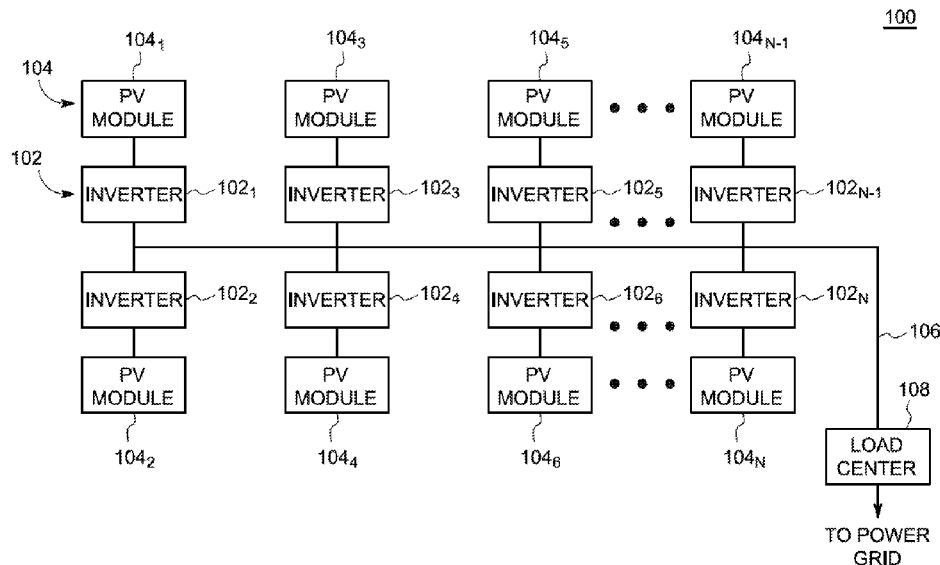 100
104₁ 104₃ 104₅ 104N-1
104
PV MODULE PV MODULE PV MODULE PV MODULE
102
INVERTER 102₁ INVERTER 102₃ INVERTER 102₅ INVERTER 102N-1
INVERTER 102₂ INVERTER 102₄ INVERTER 102₆ INVERTER 102N
106
PV MODULE PV MODULE PV MODULE PV MODULE
108
104₂ 104₄ 104₆ 104N
LOAD
CENTER
TO POWER
GRID